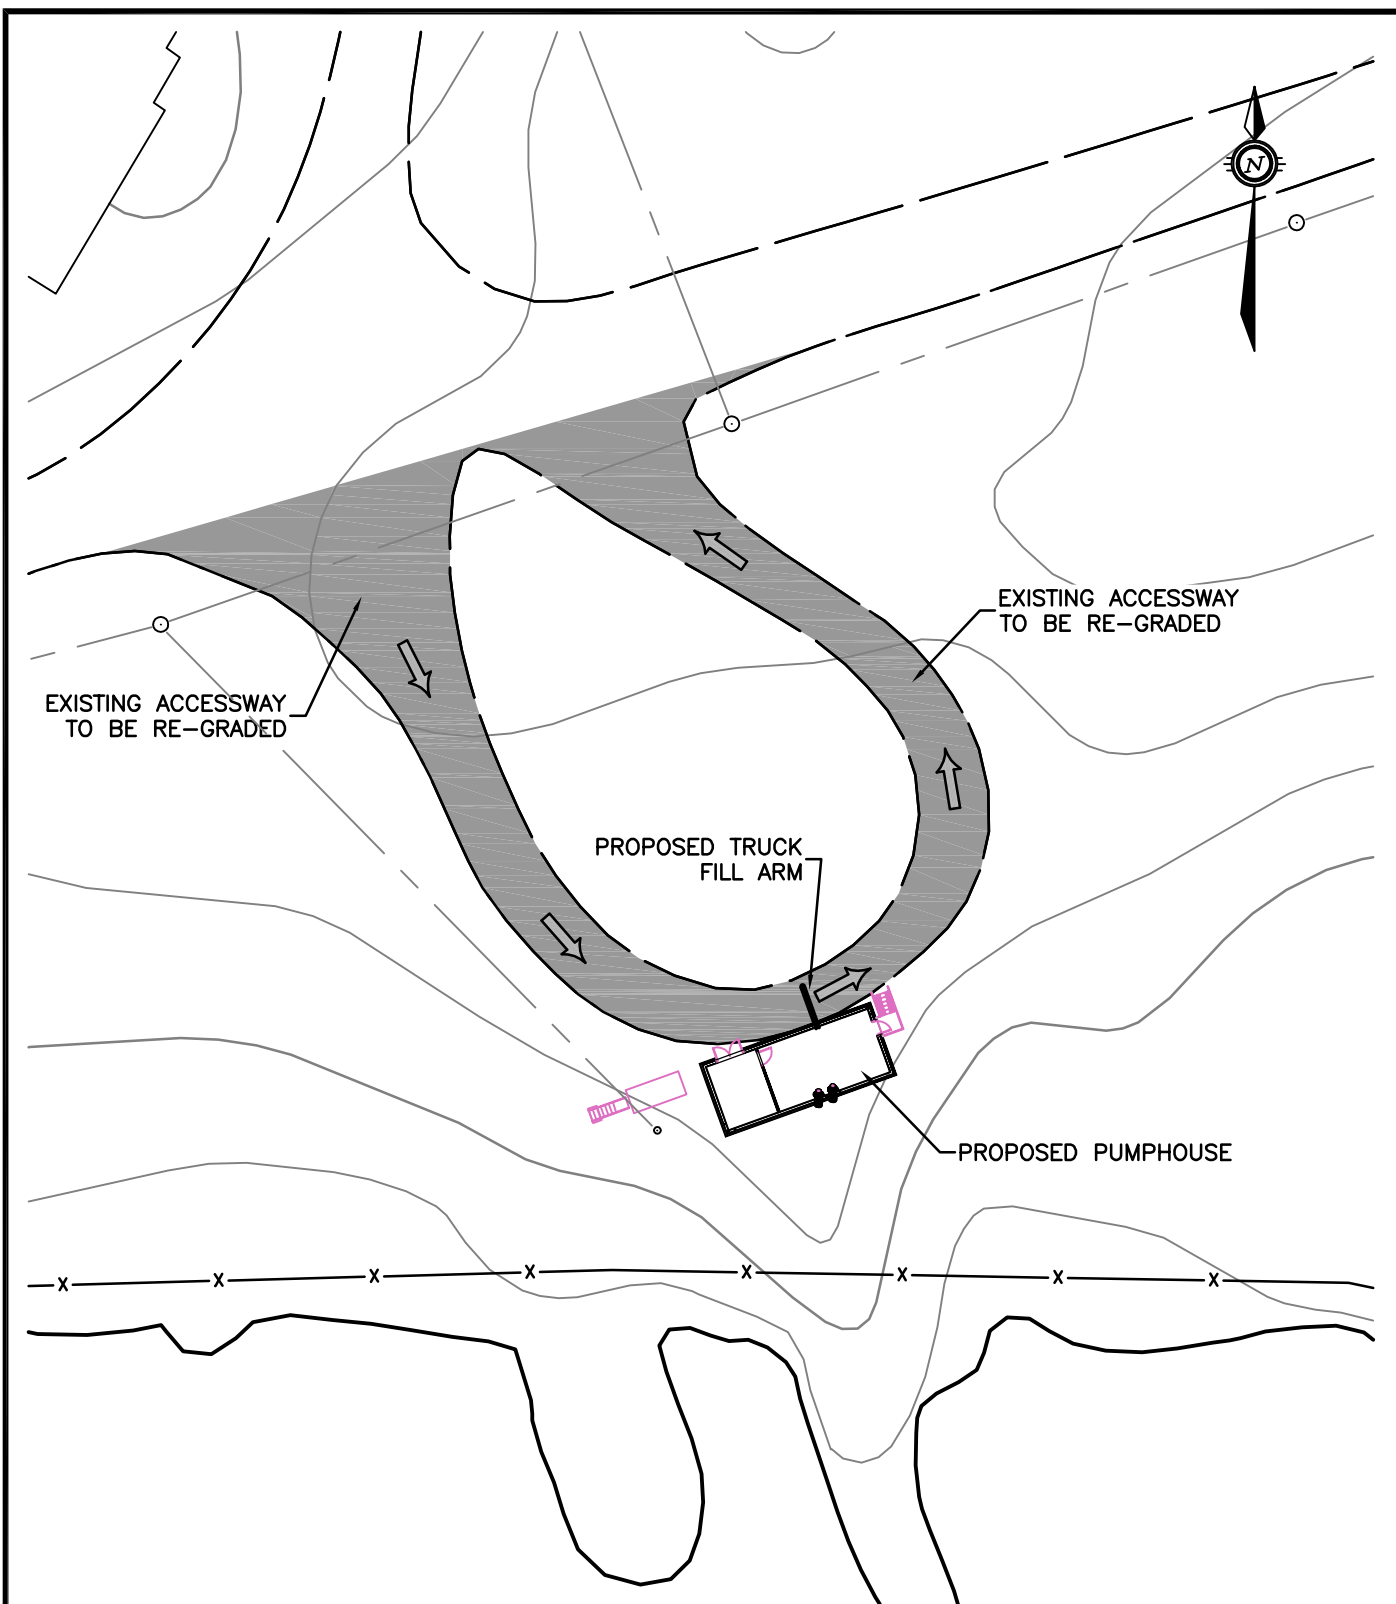 N
EXISTING ACCESSWAY
TO BE RE-GRADED
EXISTING ACCESSWAY
TO BE RE-GRADED
PROPOSED TRUCK
FILL ARM
PROPOSED PUMPHOUSE
X X X X X X X X